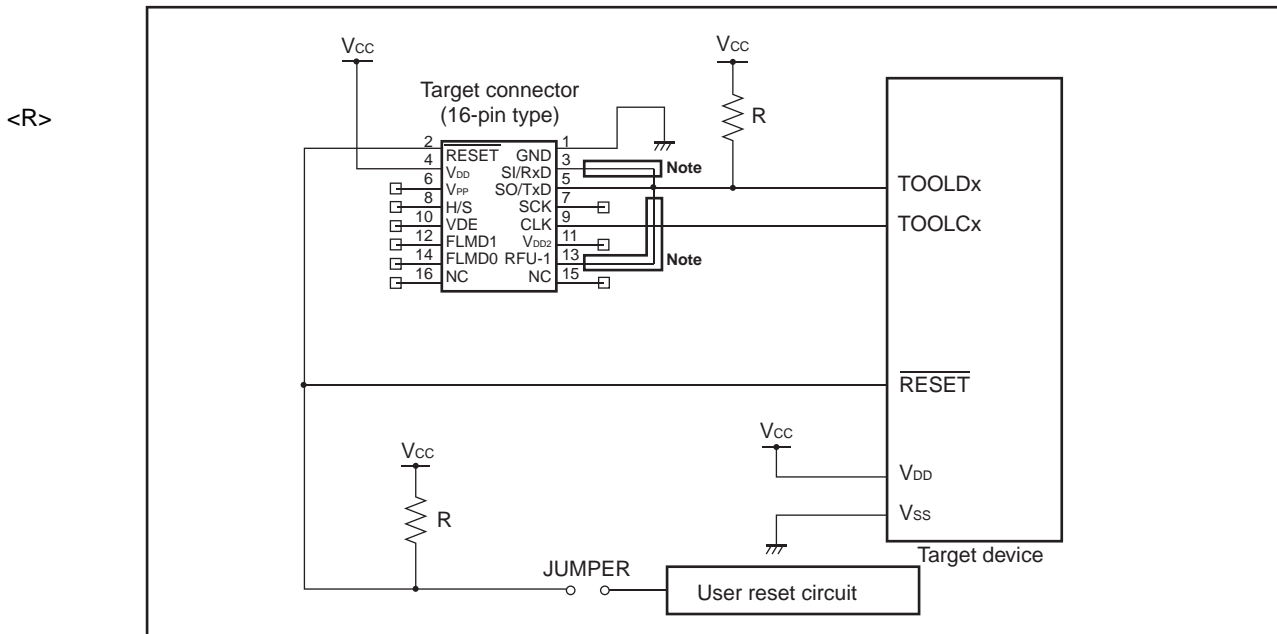 <R>
VCC
VCC
Target connector
(16-pin type)
R
2 RESET GND 1
4 VDD SI/RxD 3 Note
6 VPP SO/TxD 5 TOOLDx
8 H/S SCK 7
10 VDE CLK 9 TOOLCx
12 FLMD1 VDD2 11
14 FLMD0 RFU-1 13 Note
16 NC NC 15
RESET
VCC
VCC
VDD
R
VSS
Target device
JUMPER
User reset circuit